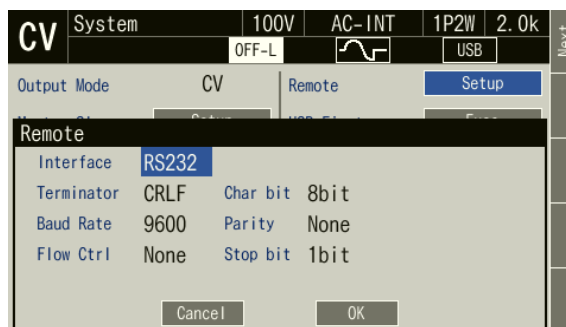 CV System 100V AC-INT 1P2W 2.0k Next
OFF-L USB
Output Mode CV Remote Setup
Remote
Interface RS232
Terminator CRLF Char bit 8bit
Baud Rate 9600 Parity None
Flow Ctrl None Stop bit 1bit
Cancel OK